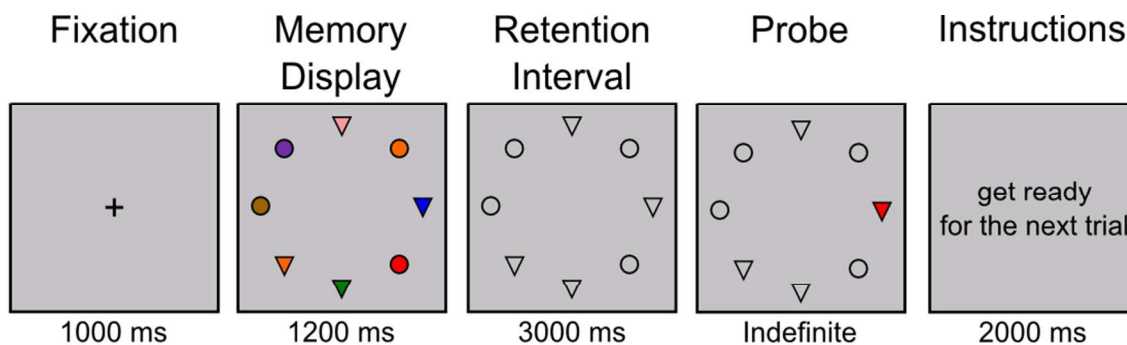 Fixation
Memory
Display
Retention
Interval
Probe
Instructions
+
get ready
for the next trial
1000 ms
1200 ms
3000 ms
Indefinite
2000 ms